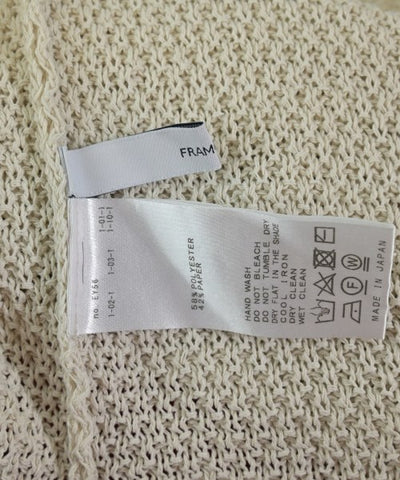 FRAM
no. EY66
1-01-1
1-10-1
1-02-1
1-03-1
58% POLYESTER
42% PAPER
HAND WASH
DO NOT BLEACH
DO NOT TUMBLE DRY
DRY FLAT IN THE SHADE
COOL IRON
DRY CLEAN
WET CLEAN
F
W
MADE IN JAPAN